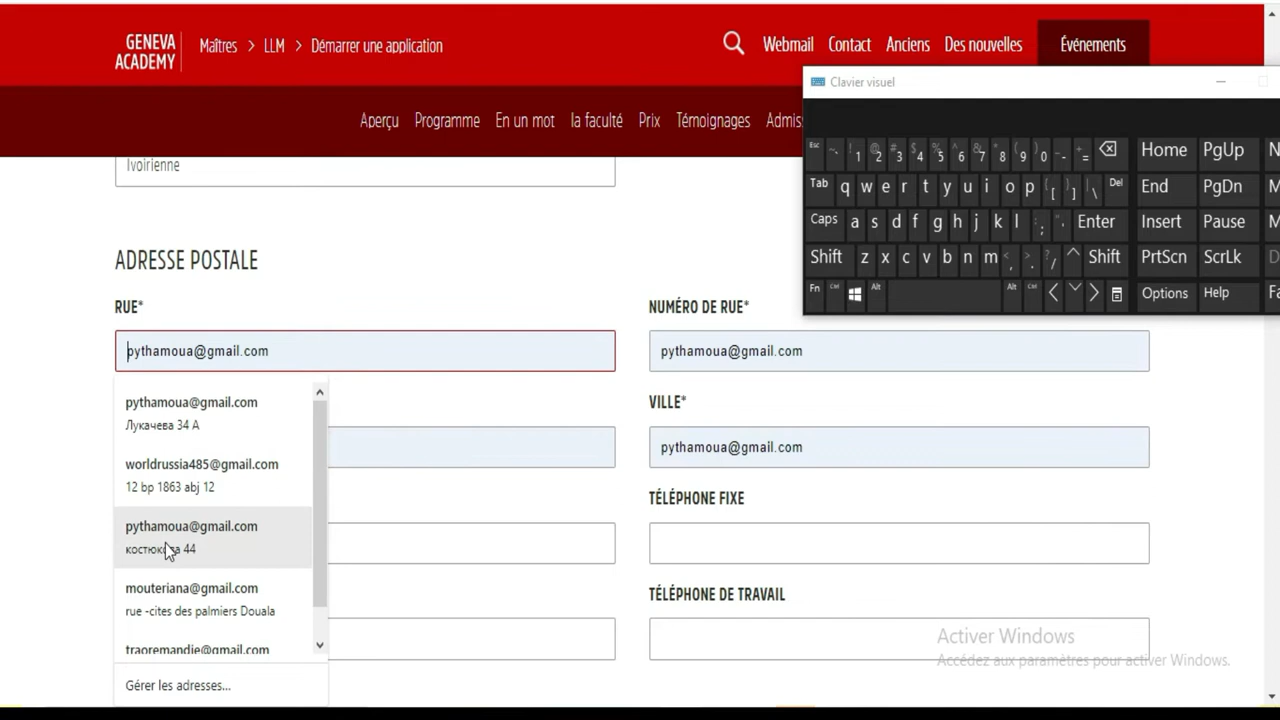 GENEVA
ACADEMY
Maîtres > LLM > Démarrer une application
Webmail Contact Anciens Des nouvelles Événements
Clavier visuel
Aperçu Programme En un mot la faculté Prix Témoignages Admis
Esc ~ ` ! 1 @ 2 # 3 $ 4 % 5 ^ 6 & 7 * 8 ( 9 ) 0 _ - + = Home PgUp N
Tab q w e r t y u i o p { [ } ] | \ Del End PgDn M
Caps a s d f g h j k l : ; " ' Enter Insert Pause M
Shift z x c v b n m < , > . ? / Shift PrtScn ScrLk D
Fn Ctrl Alt Alt Ctrl Options Help Fa
Ivoirienne
ADRESSE POSTALE
RUE* NUMÉRO DE RUE*
pythamoua@gmail.com pythamoua@gmail.com
pythamoua@gmail.com VILLE*
Лукачева 34 А
pythamoua@gmail.com
worldrussia485@gmail.com
12 bp 1863 abj 12
TÉLÉPHONE FIXE
pythamoua@gmail.com
44
mouteriana@gmail.com TÉLÉPHONE DE TRAVAIL
rue -cites des palmiers Douala
traoremandie@gmail.com
Activer Windows
Accédez aux paramètres pour activer Windows.
Gérer les adresses...